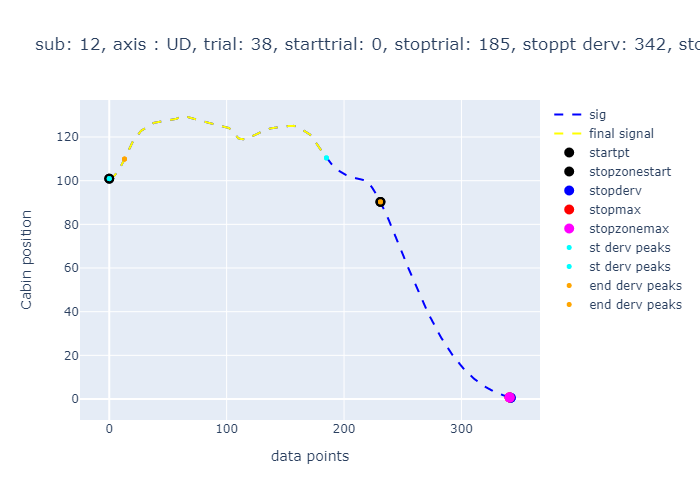 sub: 12, axis : UD, trial: 38, starttrial: 0, stoptrial: 185, stoppt derv: 342, sto
sig
final signal
startpt
stopzonestart
stopderv
stopmax
stopzonemax
st derv peaks
st derv peaks
end derv peaks
end derv peaks
Cabin position
120
100
80
60
40
20
0
0
100
200
300
data points